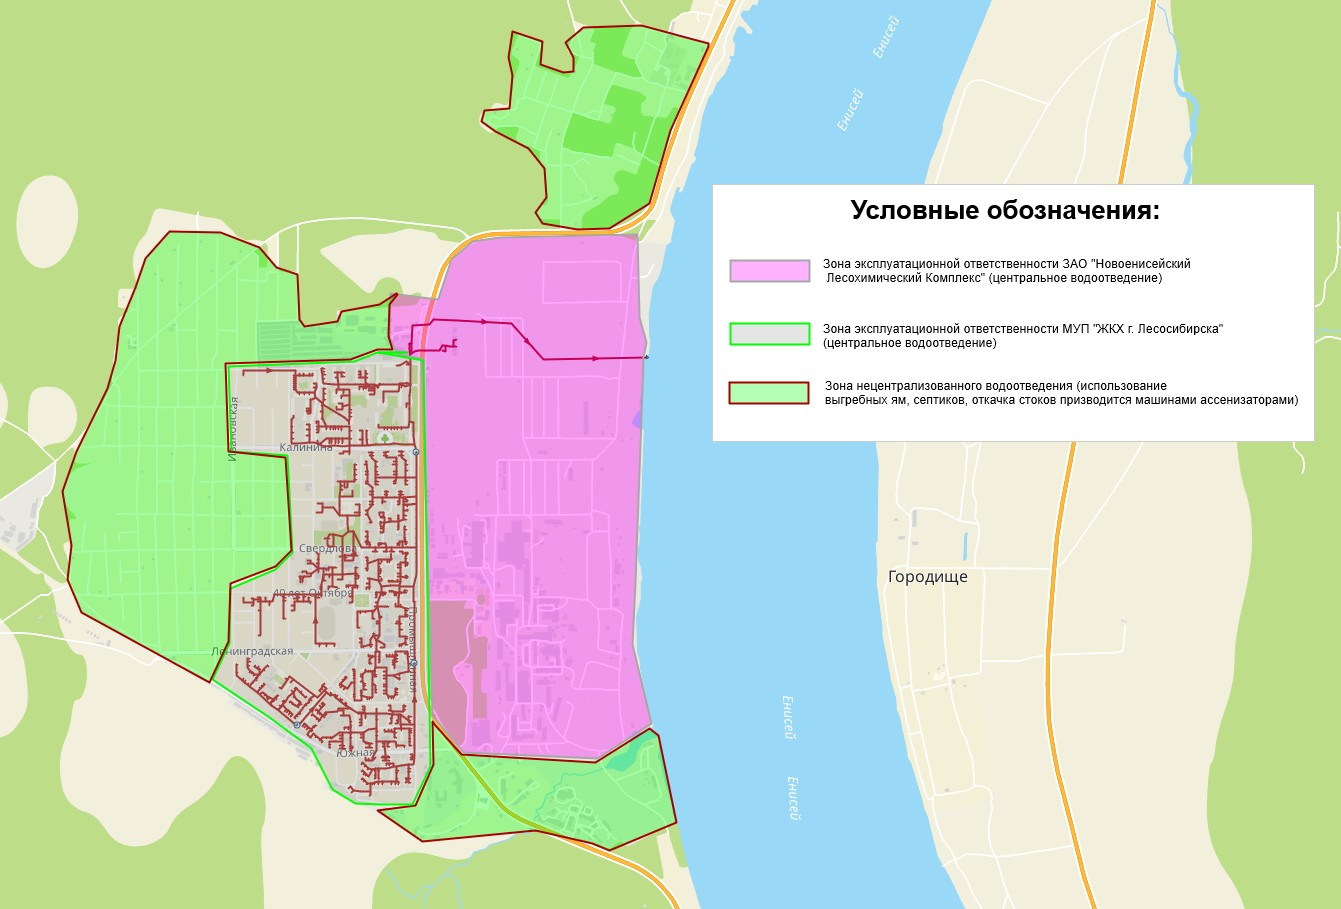 Енисей
Енисей
Условные обозначения:
Зона эксплуатационной ответственности ЗАО "Новоенисейский
Лесохимический Комплекс" (центральное водоотведение)
Зона эксплуатационной ответственности МУП "ЖКХ г. Лесосибирска"
(центральное водоотведение)
Зона нецентрализованного водоотведения (использование
выгребных ям, септиков, откачка стоков призводится машинами ассенизаторами)
Ивановская
Калинина
Свердлова
Городище
40 лет Октября
Промышленная
Ленинградская
Енисей
Южная
Енисей